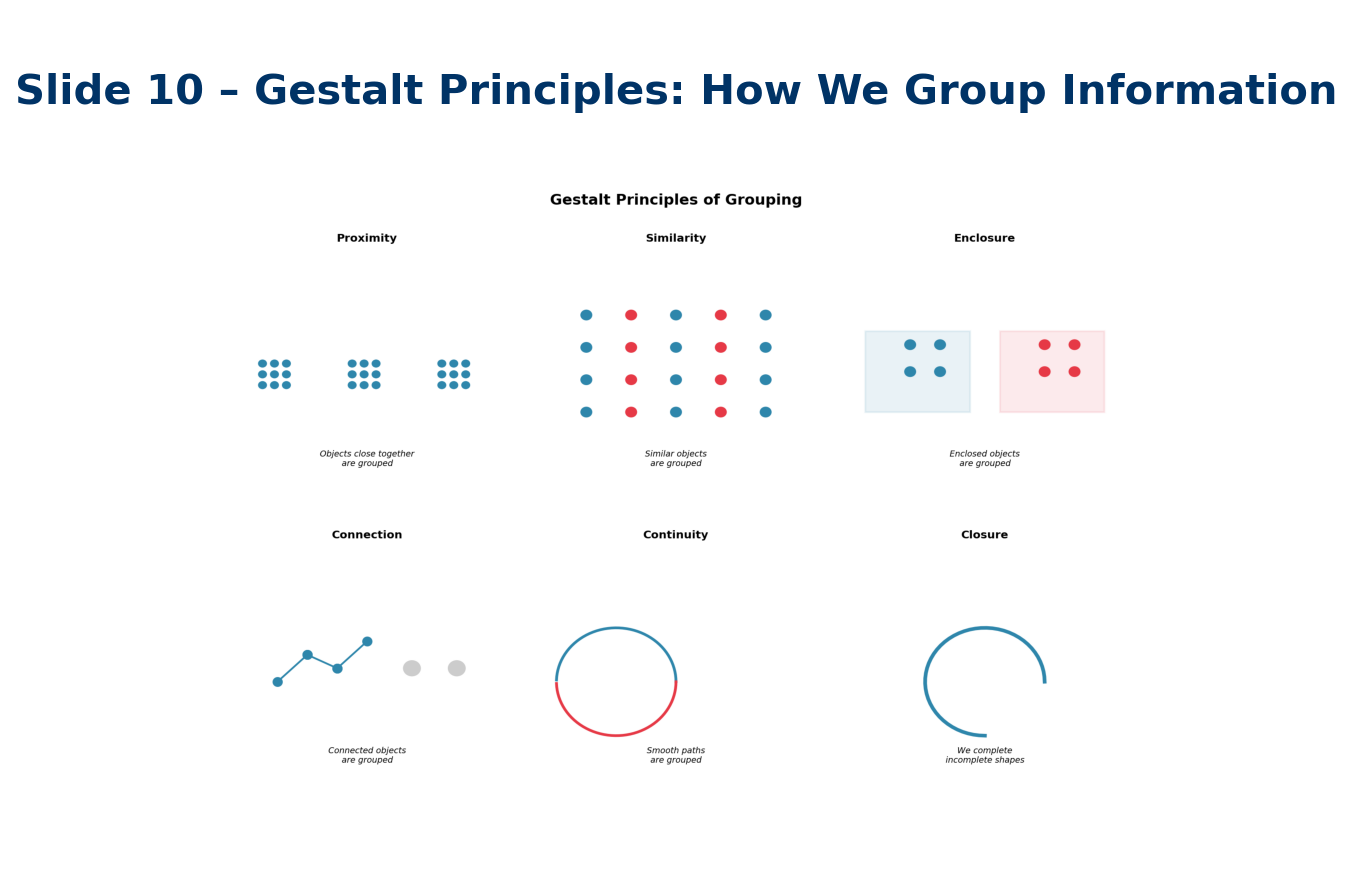 Slide 10 – Gestalt Principles: How We Group Information
Gestalt Principles of Grouping
Proximity
Similarity
Enclosure
Objects close together
are grouped
Similar objects
are grouped
Enclosed objects
are grouped
Connection
Continuity
Closure
Connected objects
are grouped
Smooth paths
are grouped
We complete
incomplete shapes